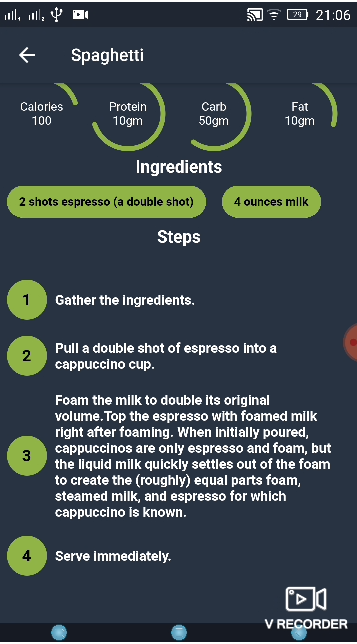 29 21:06
Spaghetti
Calories Protein Carb Fat
100 10gm 50gm 10gm
Ingredients
2 shots espresso (a double shot) 4 ounces milk
Steps
1 Gather the ingredients.
2 Pull a double shot of espresso into a
cappuccino cup.
Foam the milk to double its original
volume.Top the espresso with foamed milk
right after foaming. When initially poured,
cappuccinos are only espresso and foam, but
3 the liquid milk quickly settles out of the foam
to create the (roughly) equal parts foam,
steamed milk, and espresso for which
cappuccino is known.
4 Serve immediately.
V RECORDER